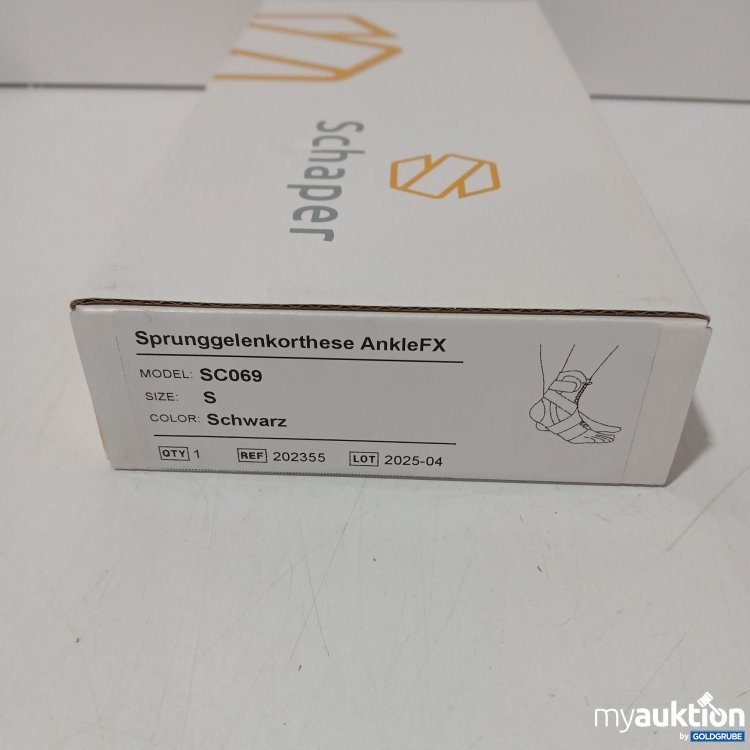 schaper
Sprunggelenkorthese AnkleFX
MODEL: SC069
SIZE: S
COLOR: Schwarz
QTY 1 REF 202355 LOT 2025-04
myauktion
by GOLDGRUBE